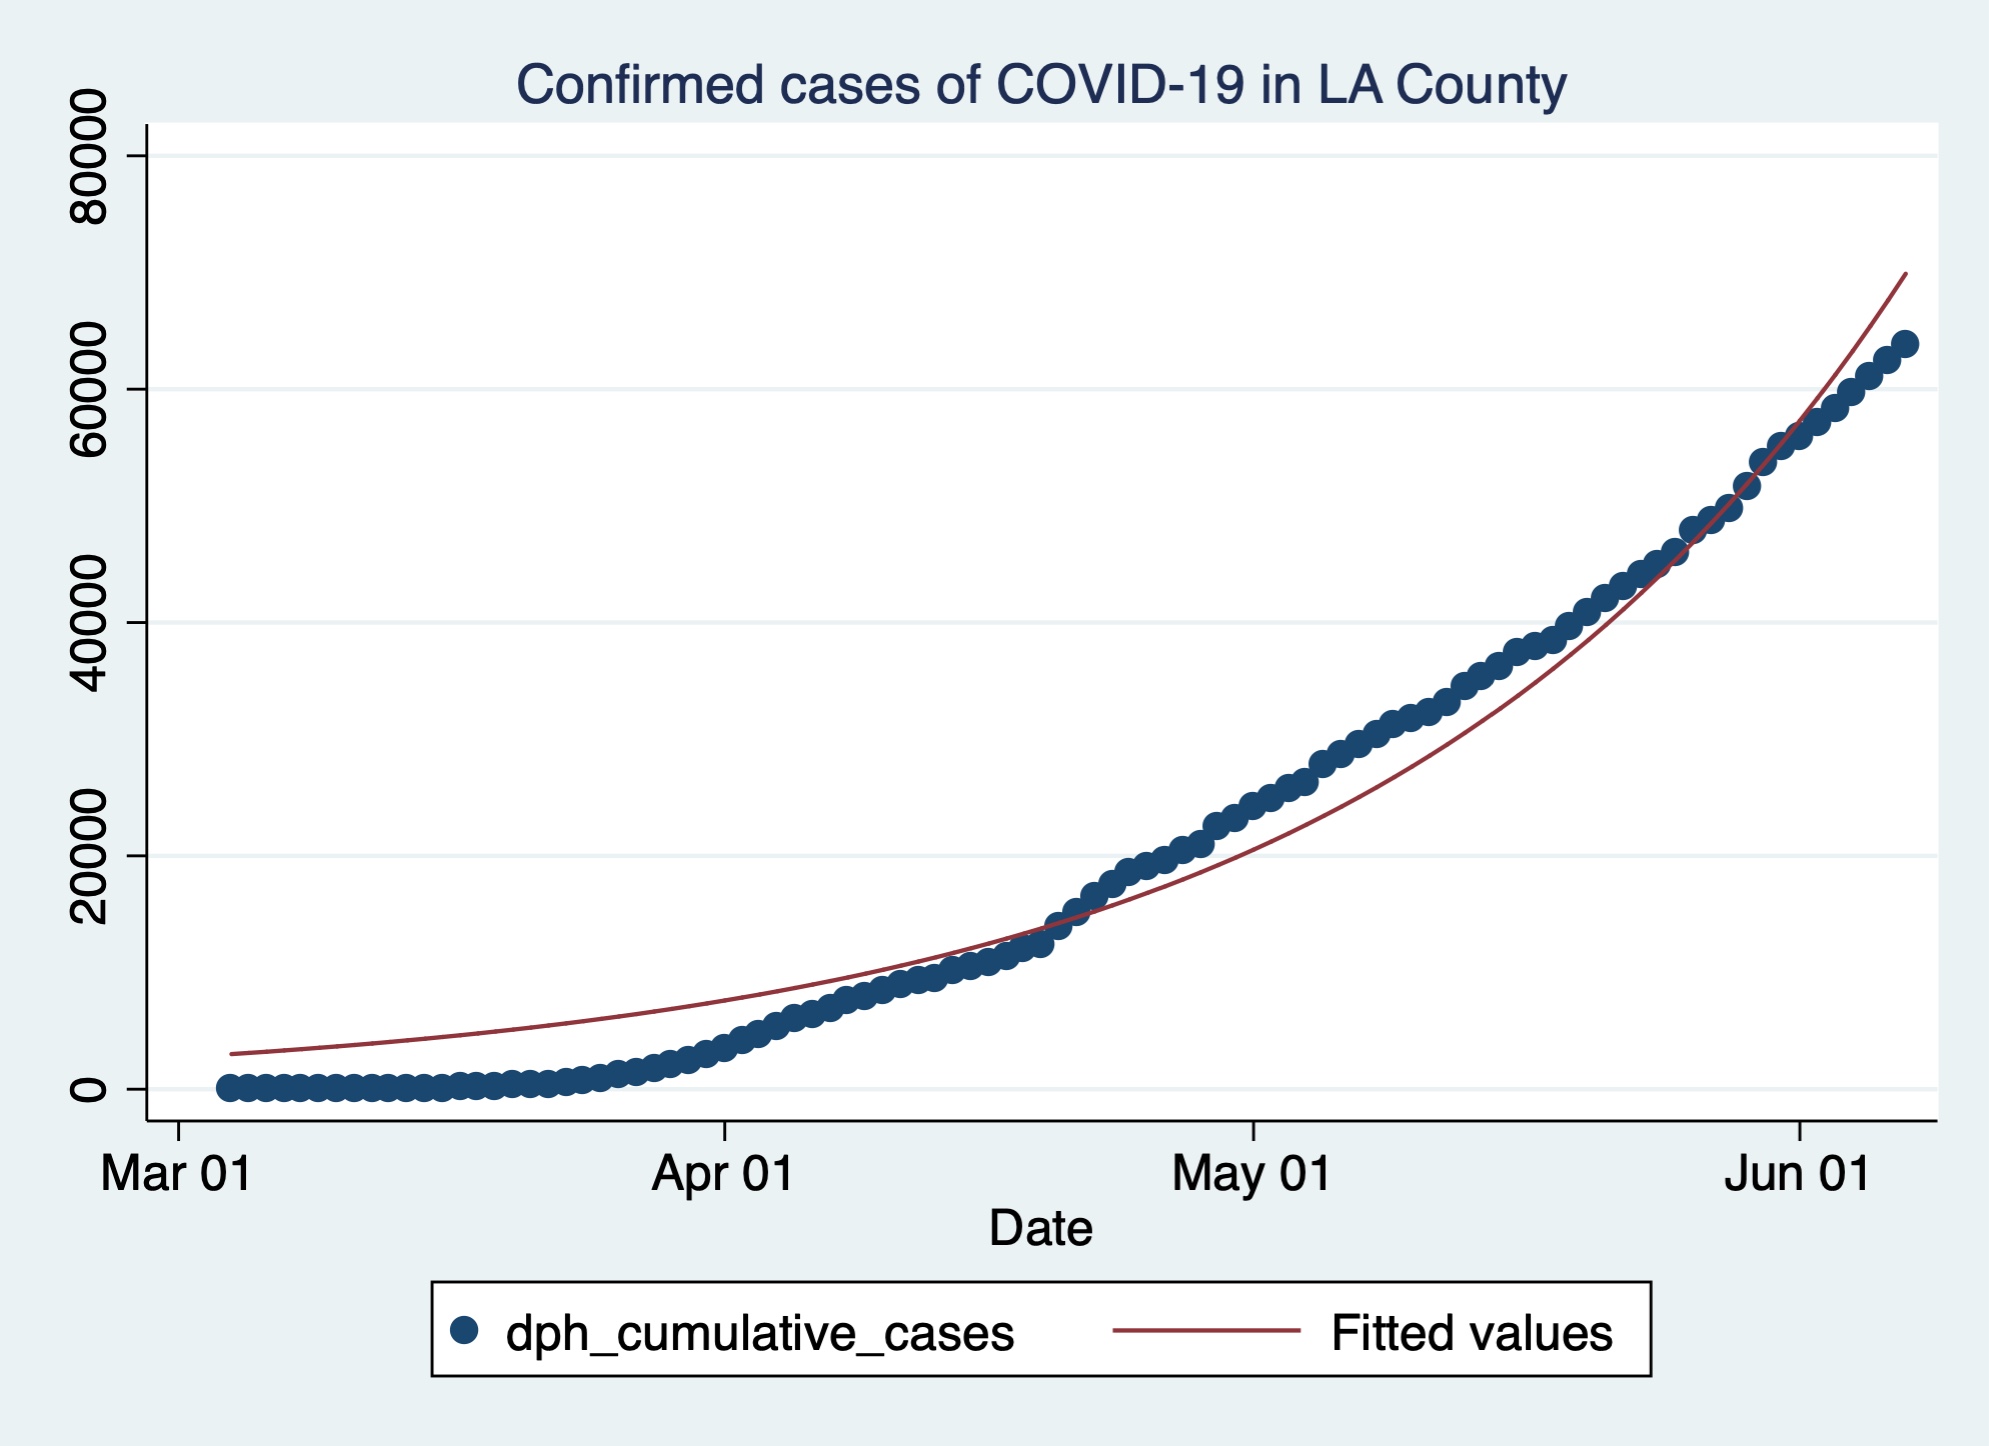 Confirmed cases of COVID-19 in LA County
80000
60000
40000
20000
0
Mar 01 Apr 01 May 01 Jun 01
Date
dph_cumulative_cases Fitted values